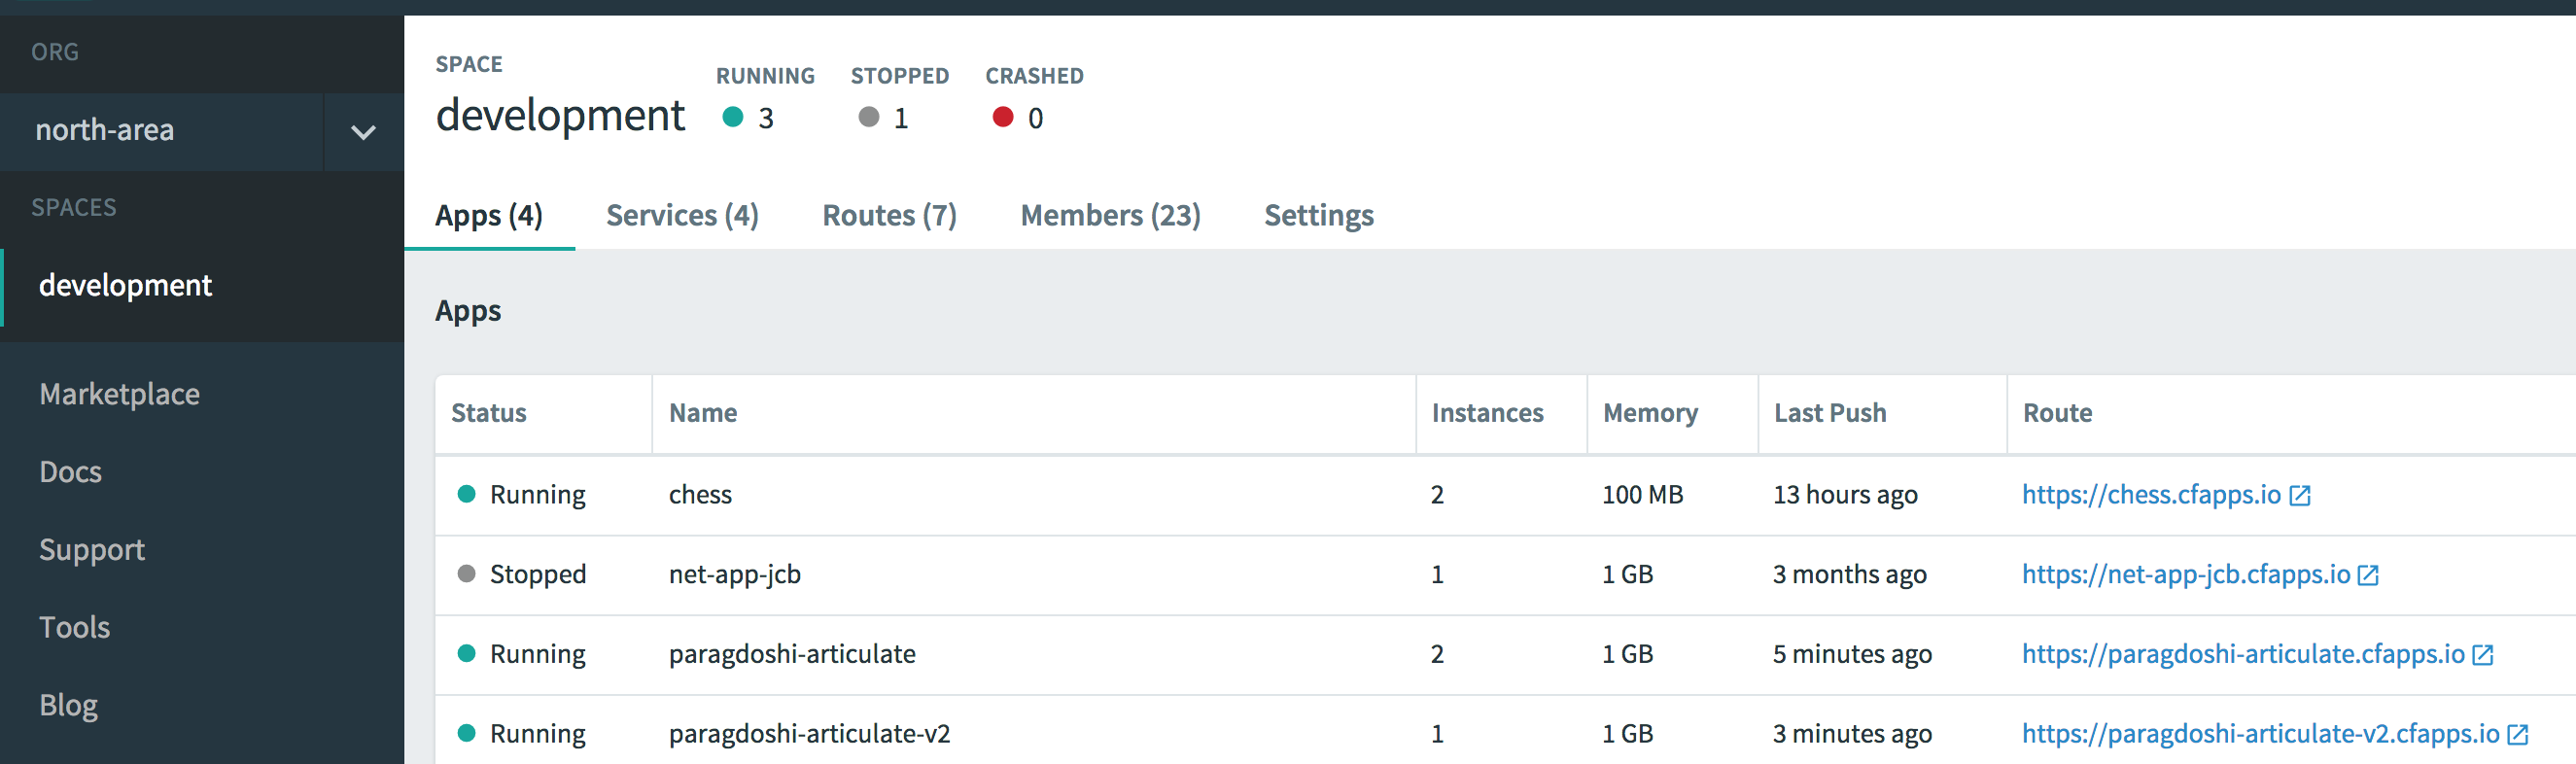 ORG
north-area
SPACES
development
Marketplace
Docs
Support
Tools
Blog
SPACE
development
RUNNING STOPPED CRASHED
3 1 0
Apps (4) Services (4) Routes (7) Members (23) Settings
Apps
Status Name Instances Memory Last Push Route
Running chess 2 100 MB 13 hours ago https://chess.cfapps.io
Stopped net-app-jcb 1 1 GB 3 months ago https://net-app-jcb.cfapps.io
Running paragdoshi-articulate 2 1 GB 5 minutes ago https://paragdoshi-articulate.cfapps.io
Running paragdoshi-articulate-v2 1 1 GB 3 minutes ago https://paragdoshi-articulate-v2.cfapps.io